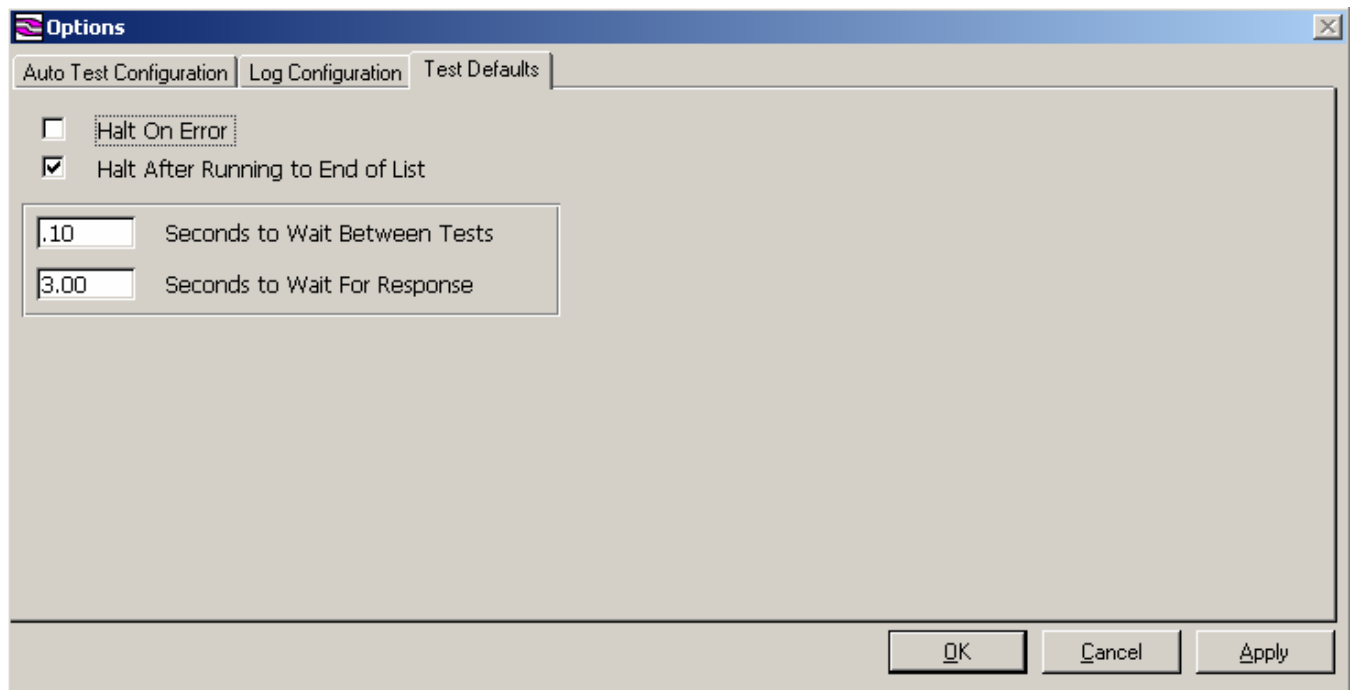 Options
Auto Test Configuration Log Configuration Test Defaults
Halt On Error
Halt After Running to End of List
.10 Seconds to Wait Between Tests
3.00 Seconds to Wait For Response
OK Cancel Apply